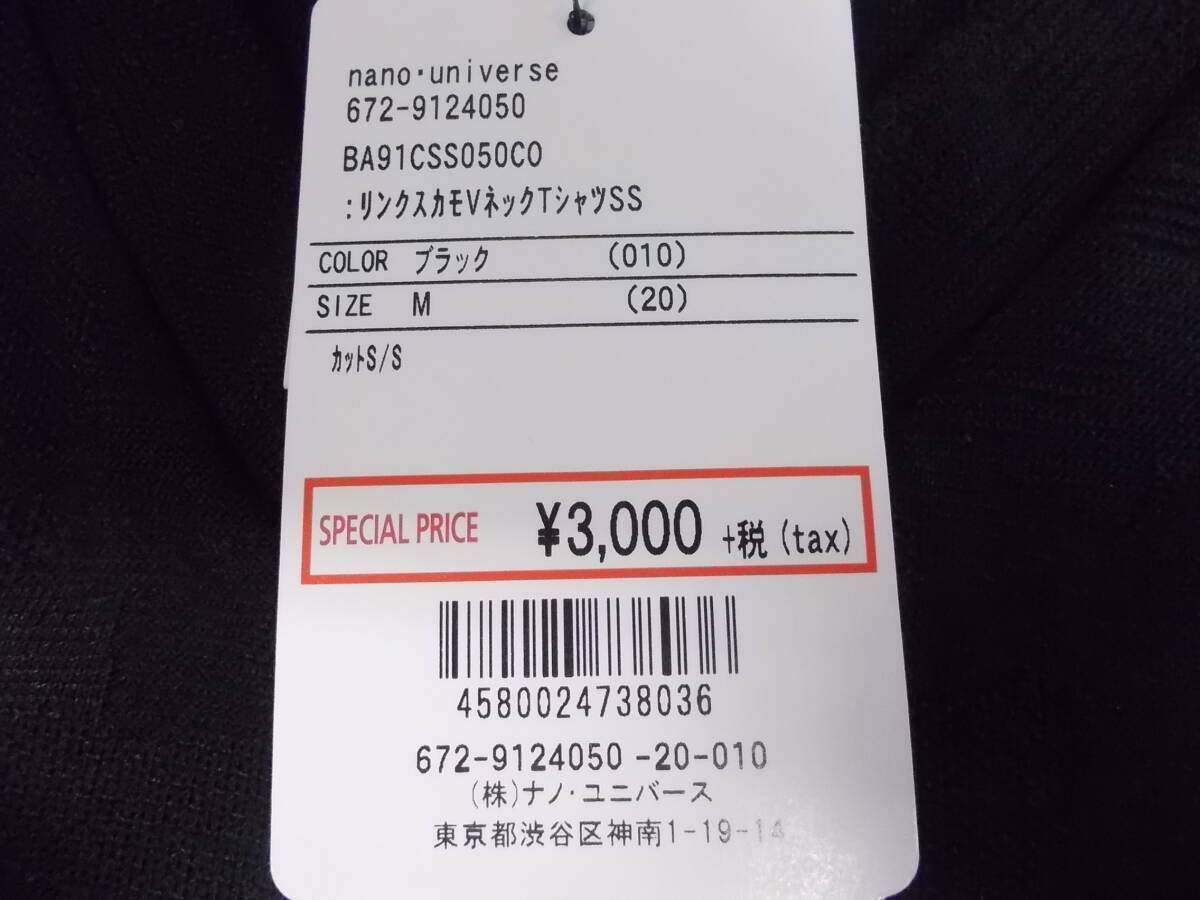 nano・universe
672-9124050
BA91CSS050CO
:リンクスカモVネックTシャツSS
COLOR ブラック (010)
SIZE M (20)
カットS/S
SPECIAL PRICE ¥3,000 +税(tax)
4580024738036
672-9124050 -20-010
(株)ナノ・ユニバース
東京都渋谷区神南1-19-14